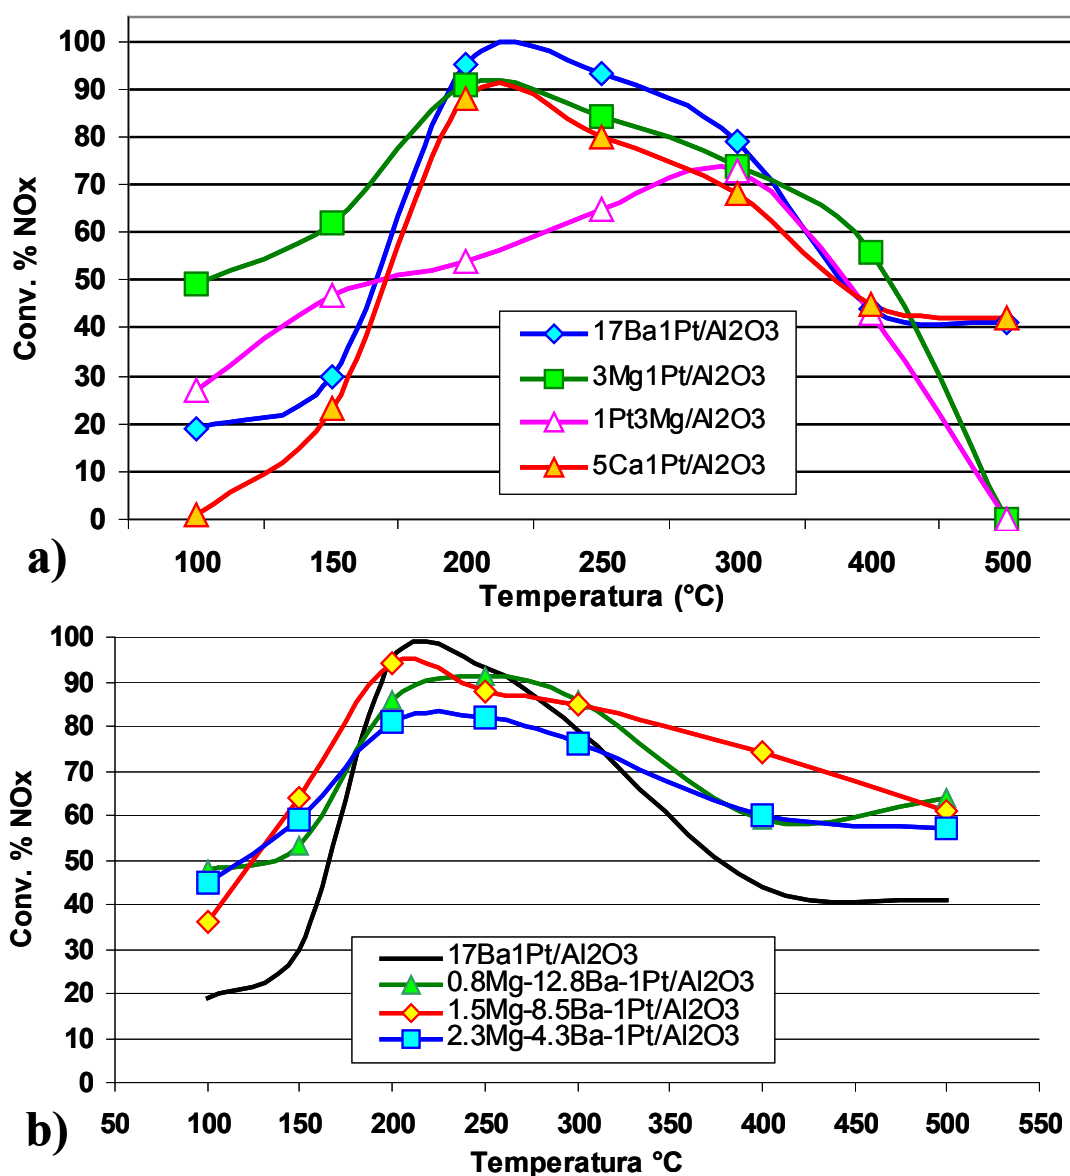 100
90
80
70
60
50
40
30
20
10
0
Conv. % NOx
17Ba1Pt/Al2O3
3Mg1Pt/Al2O3
1Pt3Mg/Al2O3
5Ca1Pt/Al2O3
100 150 200 250 300 400 500
a)
Temperatura (°C)
100
90
80
70
60
50
40
30
20
10
0
Conv. % NOx
17Ba1Pt/Al2O3
0.8Mg-12.8Ba-1Pt/Al2O3
1.5Mg-8.5Ba-1Pt/Al2O3
2.3Mg-4.3Ba-1Pt/Al2O3
50 100 150 200 250 300 350 400 450 500 550
b)
Temperatura °C